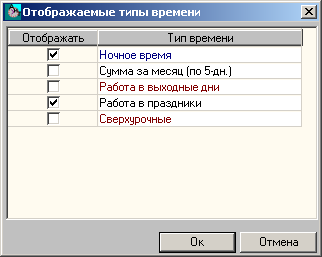 Отображаемые типы времени
Отображать Тип времени
Ночное время
Сумма за месяц (по 5-дн.)
Работа в выходные дни
Работа в праздники
Сверхурочные
Ок Отмена